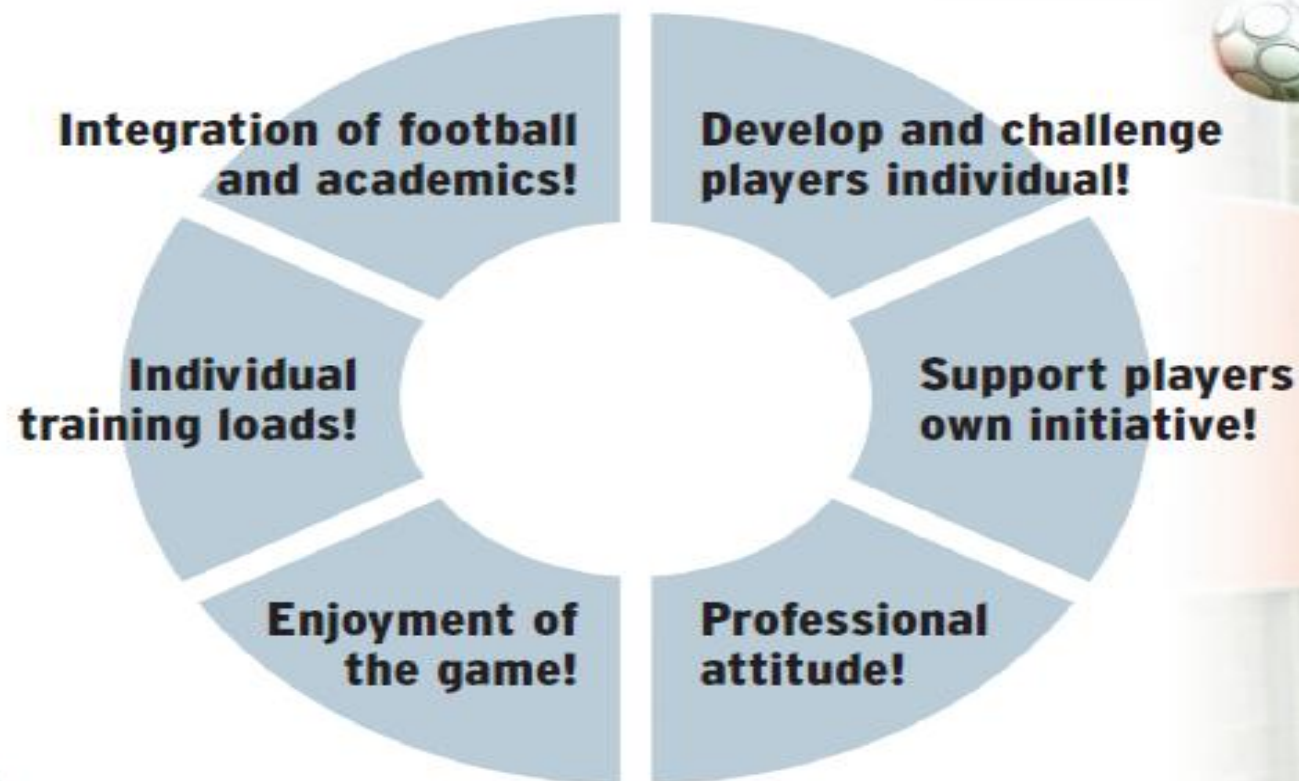 Integration of football
and academics!
Develop and challenge
players individual!
Individual
training loads!
Support players
own initiative!
Enjoyment of
the game!
Professional
attitude!